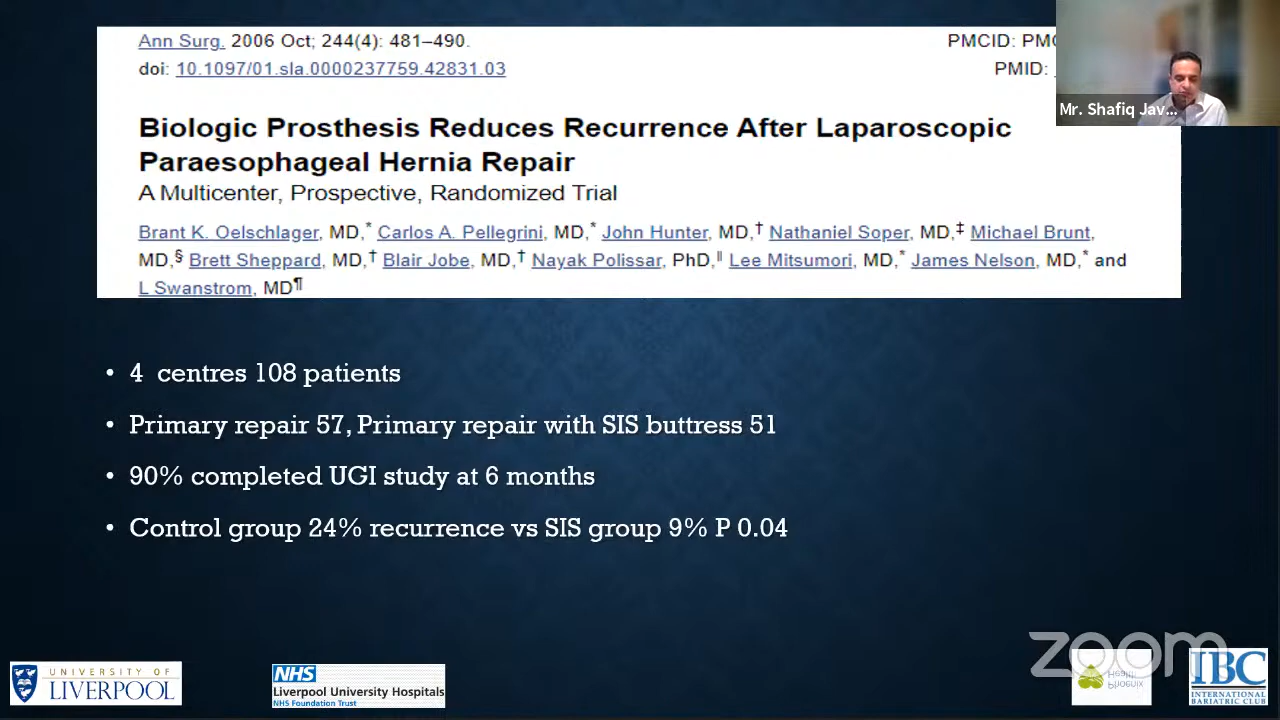 Ann Surg. 2006 Oct; 244(4): 481–490.
PMCID: PMC
doi: 10.1097/01.sla.0000237759.42831.03
PMID:
Mr. Shafiq Jav...
Biologic Prosthesis Reduces Recurrence After Laparoscopic
Paraesophageal Hernia Repair
A Multicenter, Prospective, Randomized Trial
Brant K. Oelschlager, MD,* Carlos A. Pellegrini, MD,* John Hunter, MD,† Nathaniel Soper, MD,‡ Michael Brunt,
MD,§ Brett Sheppard, MD,† Blair Jobe, MD,† Nayak Polissar, PhD,‖ Lee Mitsumori, MD,* James Nelson, MD,* and
L Swanstrom, MD¶
• 4 centres 108 patients
• Primary repair 57, Primary repair with SIS buttress 51
• 90% completed UGI study at 6 months
• Control group 24% recurrence vs SIS group 9% P 0.04
zoom
UNIVERSITY OF
LIVERPOOL
NHS
Liverpool University Hospitals
NHS Foundation Trust
Health
Phoenix
IBC
INTERNATIONAL
BARIATRIC CLUB